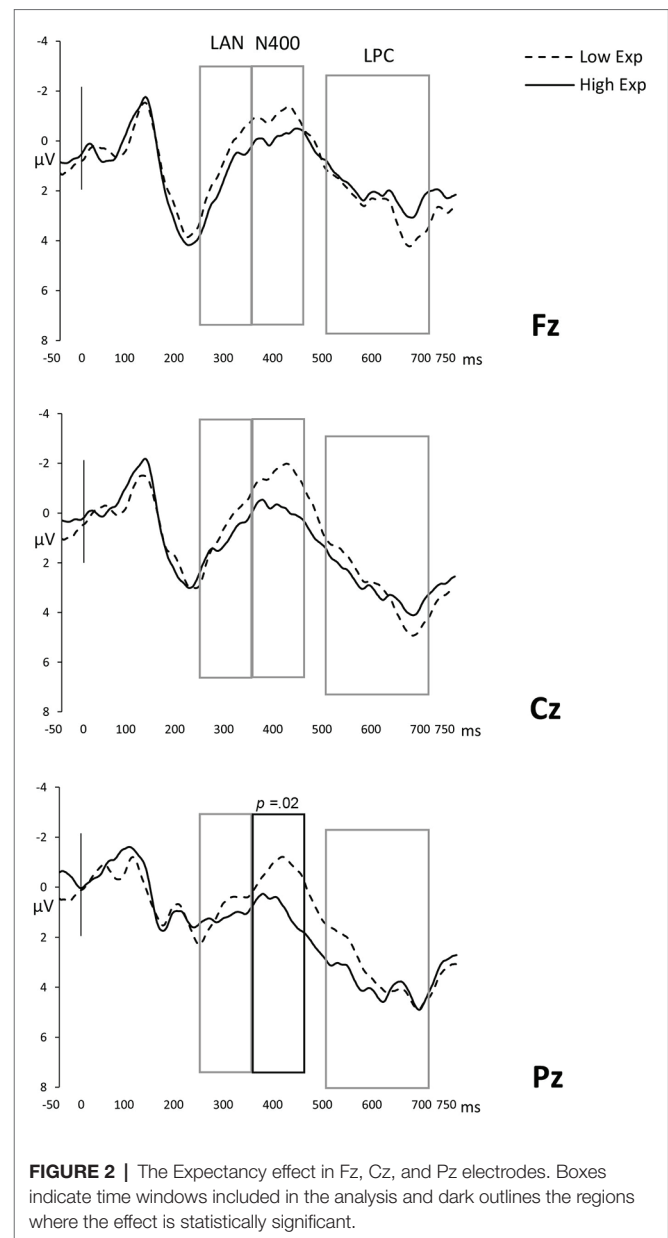 LAN N400 LPC
Low Exp
High Exp
-4
-2
0
μV
2
4
6
8
-50 0 100 200 300 400 500 600 700 750 ms
Fz
-4
-2
0
μV
2
4
6
8
-50 0 100 200 300 400 500 600 700 750 ms
Cz
p =.02
-4
-2
0
μV
2
4
6
8
-50 0 100 200 300 400 500 600 700 750 ms
Pz
FIGURE 2 | The Expectancy effect in Fz, Cz, and Pz electrodes. Boxes
indicate time windows included in the analysis and dark outlines the regions
where the effect is statistically significant.